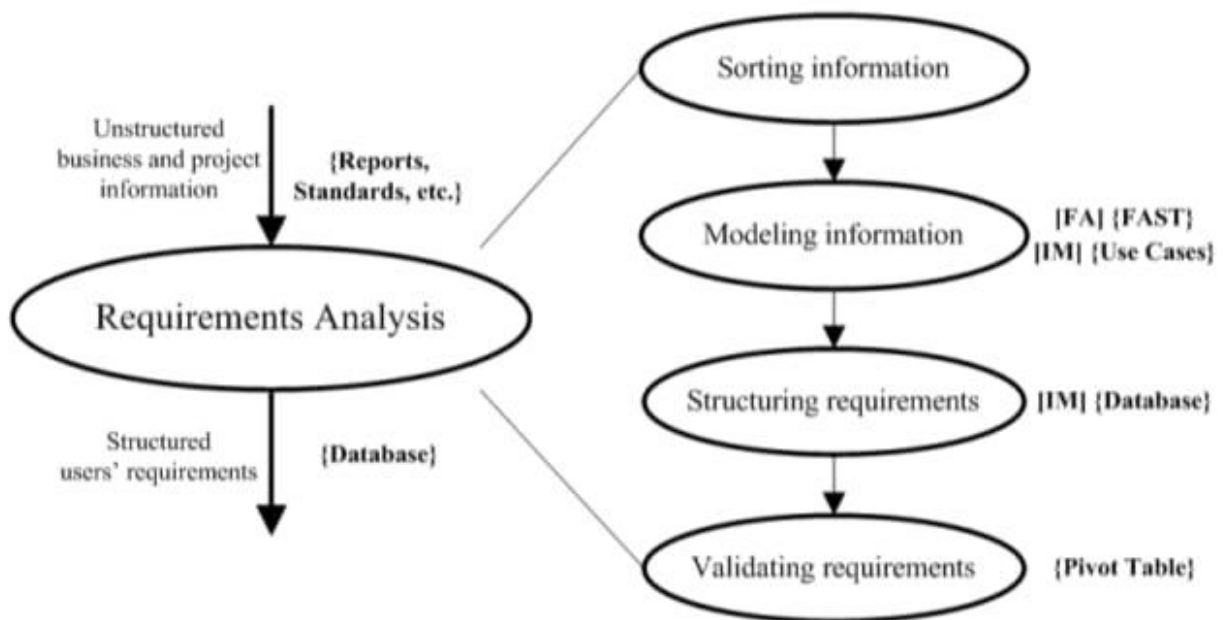 Unstructured
business and project
information
{Reports,
Standards, etc.}
Requirements Analysis
Structured
users' requirements
{Database}
Sorting information
Modeling information
[FA] {FAST}
[IM] {Use Cases}
Structuring requirements
[IM] {Database}
Validating requirements
{Pivot Table}